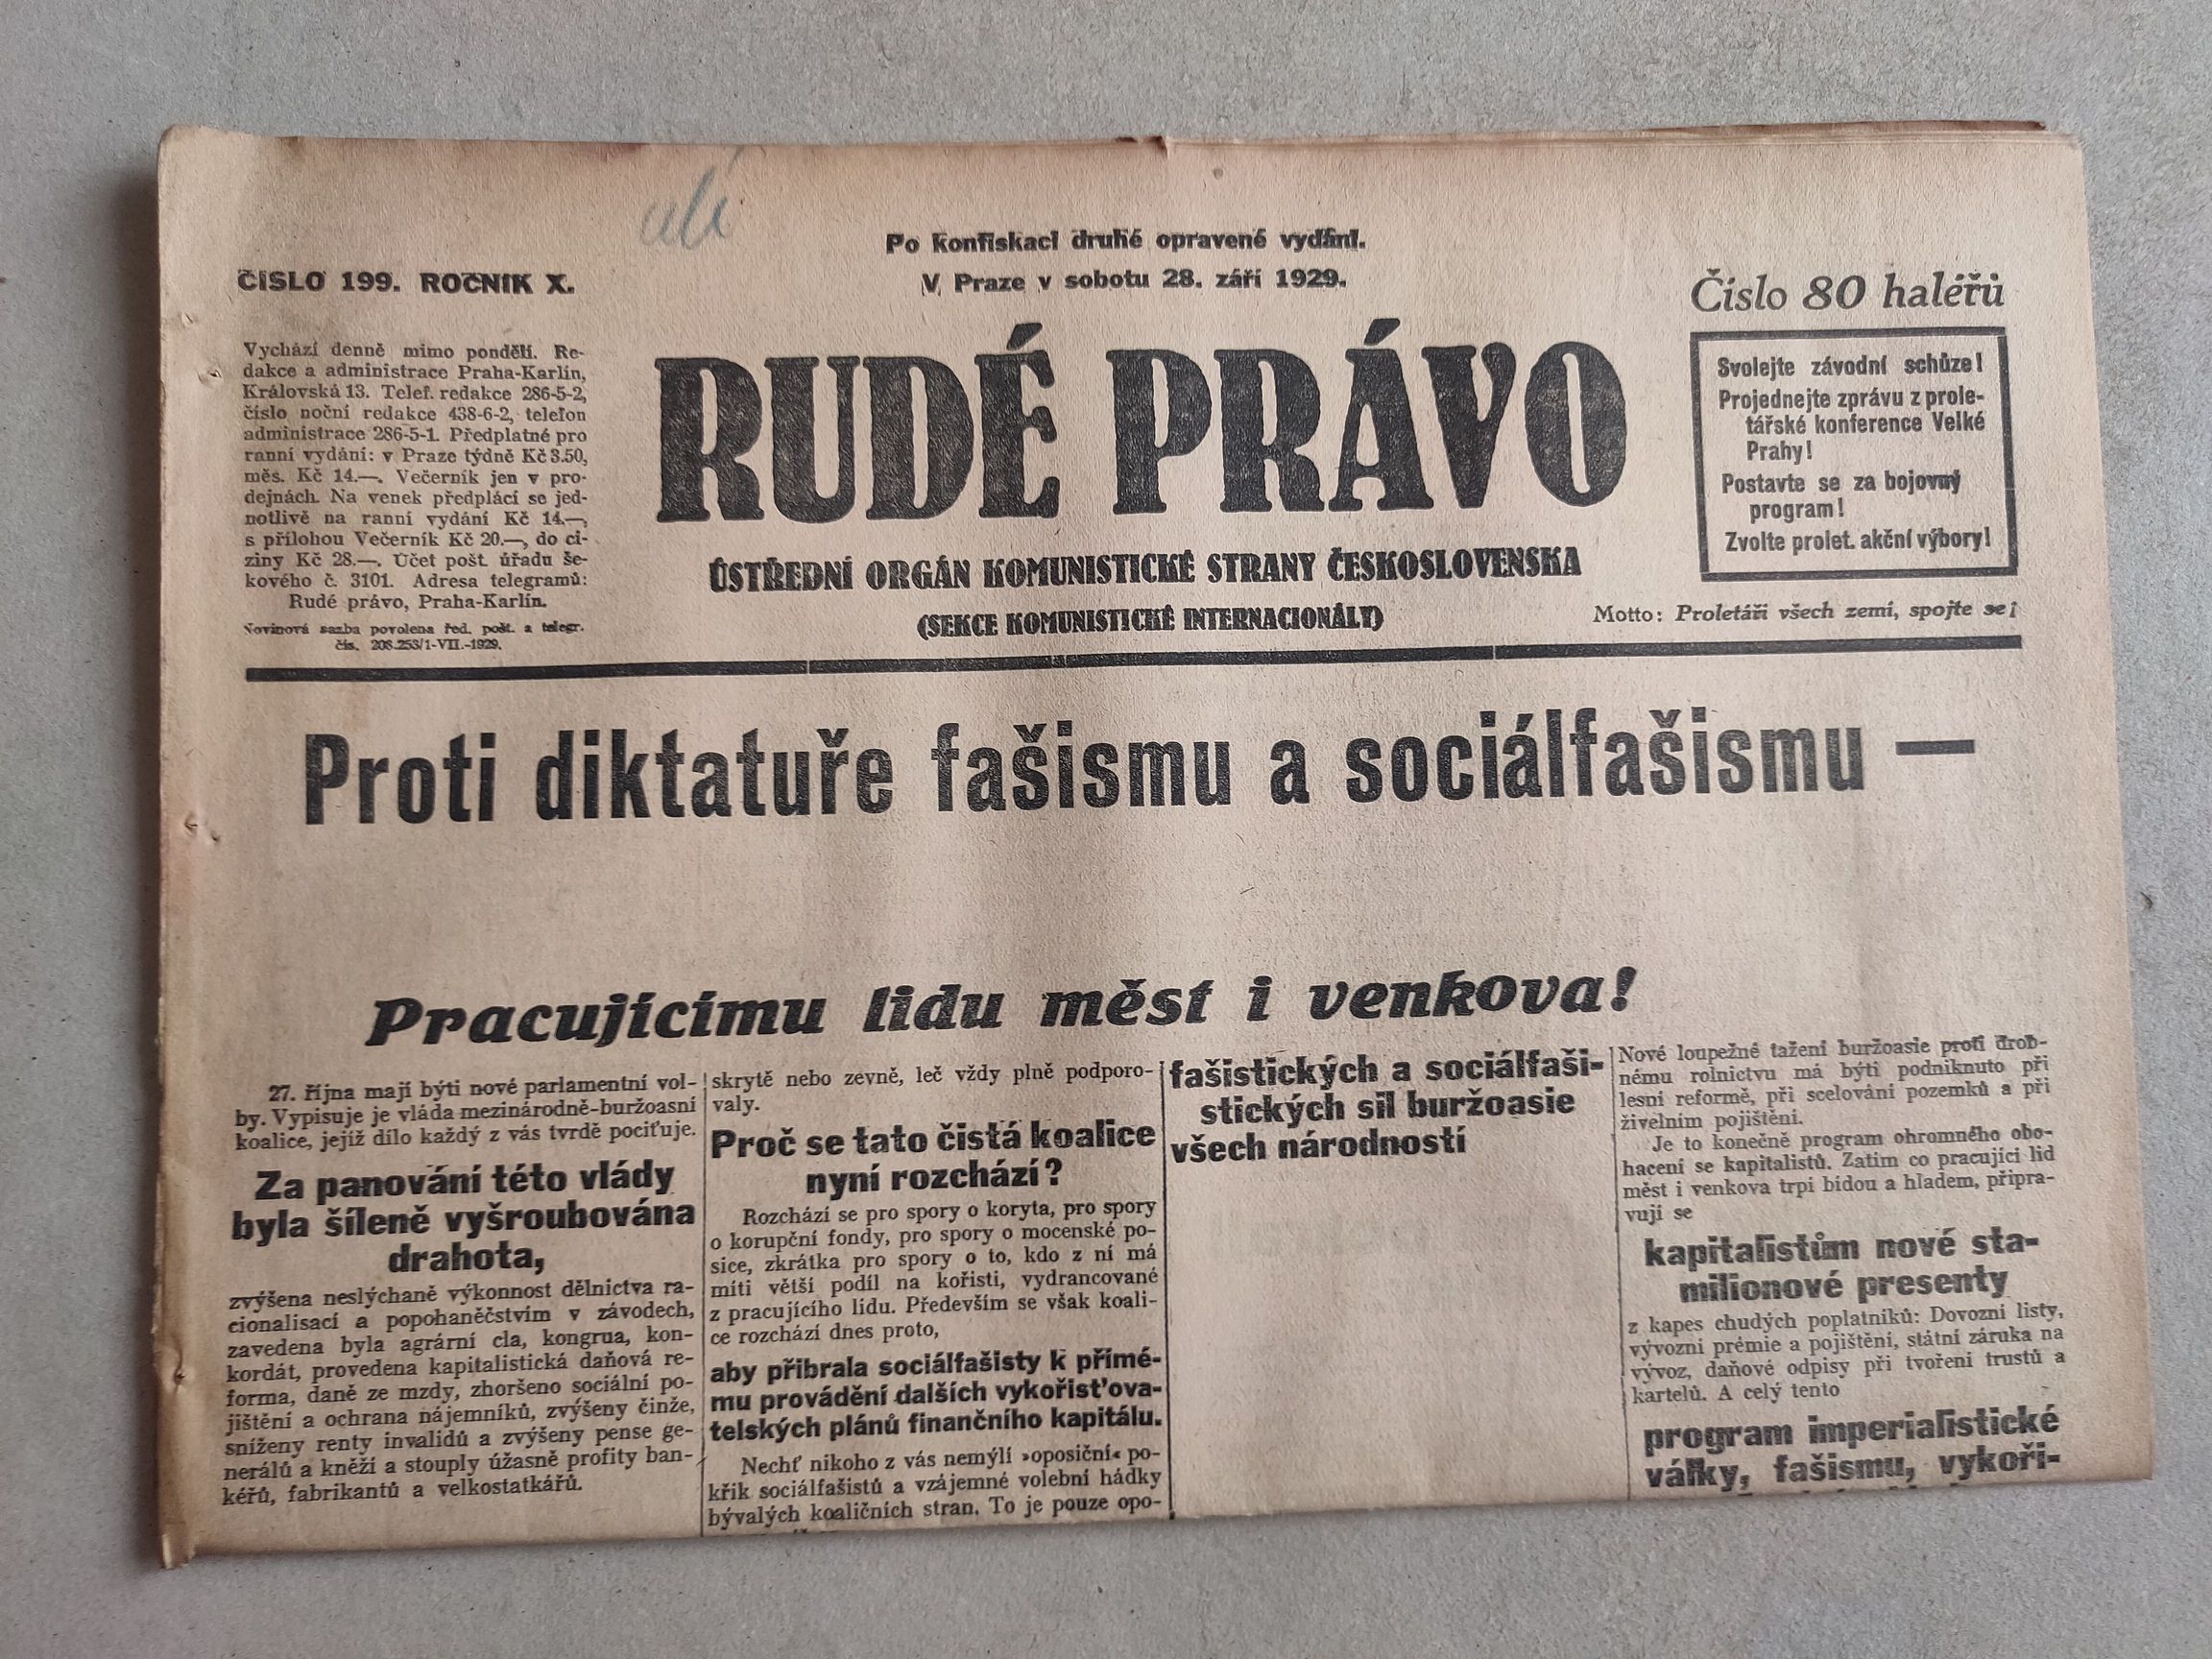 Po konfiskaci druhé opravené vydání.
ČÍSLO 199. ROČNÍK X.
V Praze v sobotu 28. září 1929.
Číslo 80 haléřů
Vychází denně mimo pondělí. Re-
dakce a administrace Praha-Karlín,
Královská 13. Telef. redakce 286-5-2,
číslo noční redakce 438-6-2, telefon
administrace 286-5-1. Předplatné pro
ranní vydání: v Praze týdně Kč 3.50,
měs. Kč 14.—. Večerník jen v pro-
dejnách. Na venek předplácí se jed-
notlivě na ranní vydání Kč 14.—,
s přílohou Večerník Kč 20.—, do ci-
ziny Kč 28.—. Účet pošt. úřadu še-
kového č. 3101. Adresa telegramů:
Rudé právo, Praha-Karlín.
Novinová sazba povolena řed. pošt. a telegr.
čís. 208.253/1-VII.-1929.
RUDÉ PRÁVO
ÚSTŘEDNÍ ORGÁN KOMUNISTICKÉ STRANY ČESKOSLOVENSKA
(SEKCE KOMUNISTICKÉ INTERNACIONÁLY)
Svolejte závodní schůze!
Projednejte zprávu z prole-
tářské konference Velké
Prahy!
Postavte se za bojovný
program!
Zvolte prolet. akční výbory!
Motto: Proletáři všech zemí, spojte se!
Proti diktatuře fašismu a sociálfašismu —
Pracujícímu lidu měst i venkova!
27. října mají býti nové parlamentní vol-
by. Vypisuje je vláda mezinárodně-buržoasní
koalice, jejíž dílo každý z vás tvrdě pociťuje.
Za panování této vlády
byla šíleně vyšroubována
drahota,
zvýšena neslýchaně výkonnost dělnictva ra-
cionalisací a popohaněčstvím v závodech,
zavedena byla agrární cla, kongrua, kon-
kordát, provedena kapitalistická daňová re-
forma, daně ze mzdy, zhoršeno sociální po-
jištění a ochrana nájemníků, zvýšeny činže,
sníženy renty invalidů a zvýšeny pense ge-
nerálů a kněží a stouply úžasně profity ban-
kéřů, fabrikantů a velkostatkářů.
skrytě nebo zevně, leč vždy plně podporo-
valy.
Proč se tato čistá koalice
nyní rozchází?
Rozchází se pro spory o koryta, pro spory
o korupční fondy, pro spory o mocenské po-
sice, zkrátka pro spory o to, kdo z ní má
míti větší podíl na kořisti, vydrancované
z pracujícího lidu. Především se však koali-
ce rozchází dnes proto,
aby přibrala sociálfašisty k přímé-
mu provádění dalších vykořist'ova-
telských plánů finančního kapitálu.
Nechť nikoho z vás nemýlí »oposiční« po-
křik sociálfašistů a vzájemné volební hádky
bývalých koaličních stran. To je pouze opo-
fašistických a sociálfaši-
stických sil buržoasie
všech národností
Nové loupežné tažení buržoasie proti drob-
nému rolnictvu má býti podniknuto při
lesní reformě, při scelování pozemků a při
živelním pojištění.
Je to konečně program ohromného obo-
hacení se kapitalistů. Zatím co pracující lid
měst i venkova trpí bídou a hladem, připra-
vují se
kapitalistům nové sta-
milionové presenty
z kapes chudých poplatníků: Dovozní listy,
vývozní prémie a pojištění, státní záruka na
vývoz, daňové odpisy při tvoření trustů a
kartelů. A celý tento
program imperialistické
války, fašismu, vykoři-